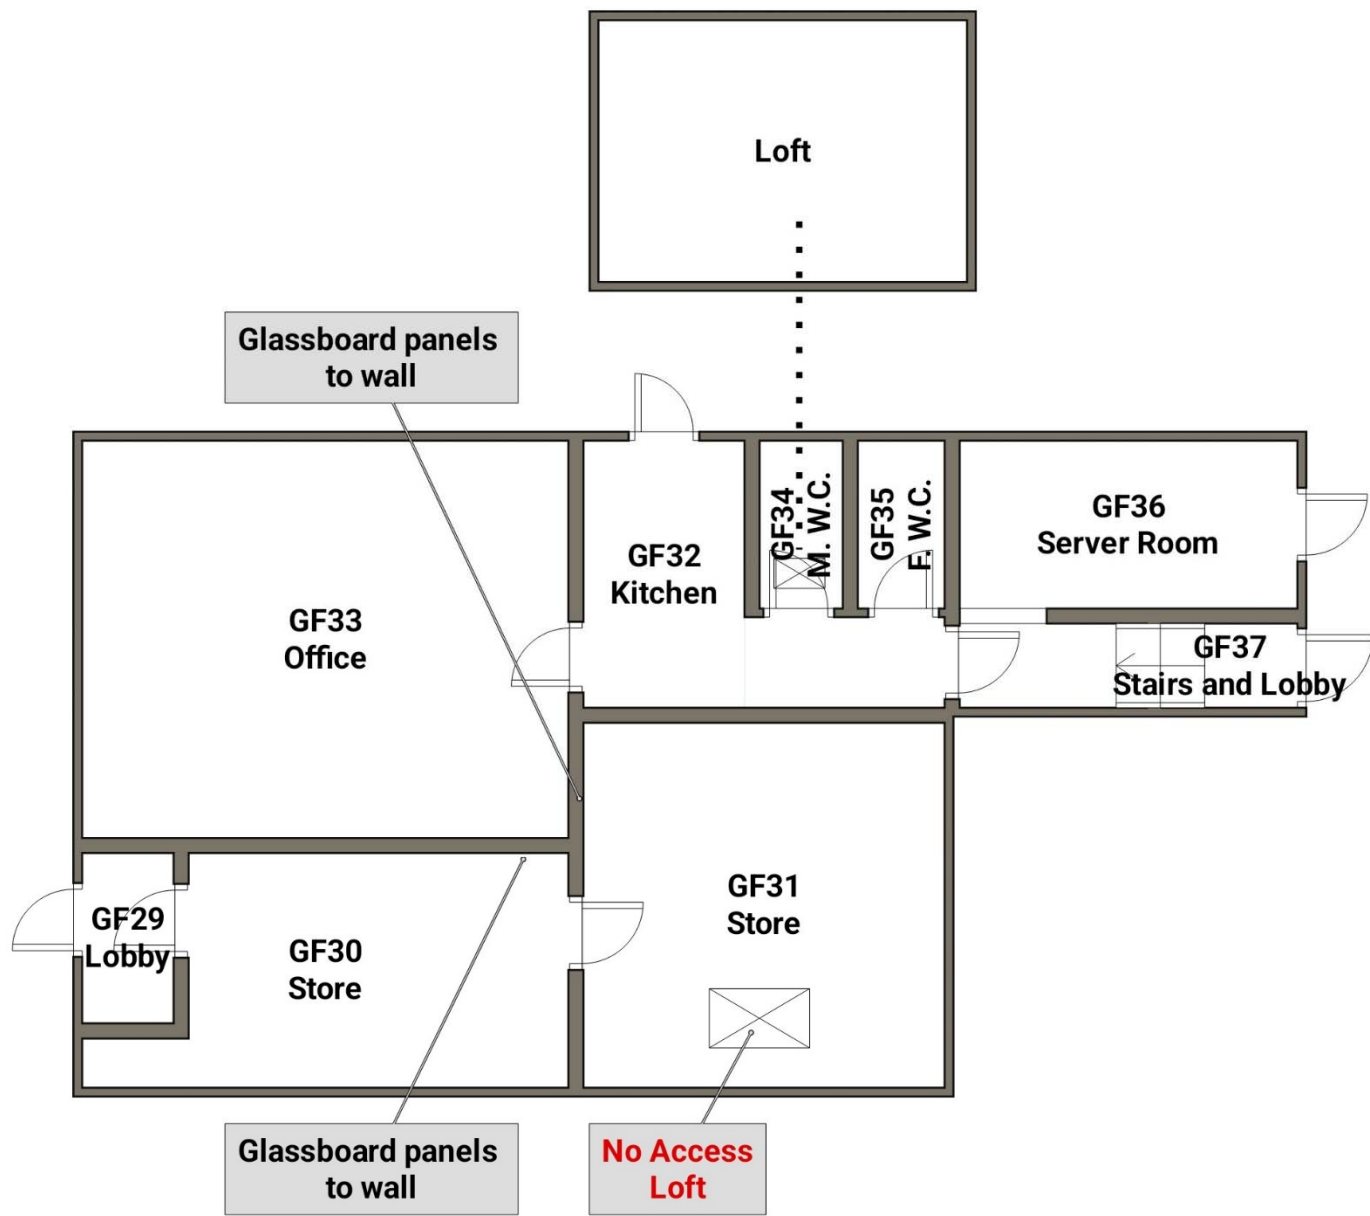 Loft
Glassboard panels
to wall
GF34
M. W.C.
GF35
F. W.C.
GF36
Server Room
GF32
Kitchen
GF33
Office
GF37
Stairs and Lobby
GF31
Store
GF29
Lobby
GF30
Store
Glassboard panels
to wall
No Access
Loft